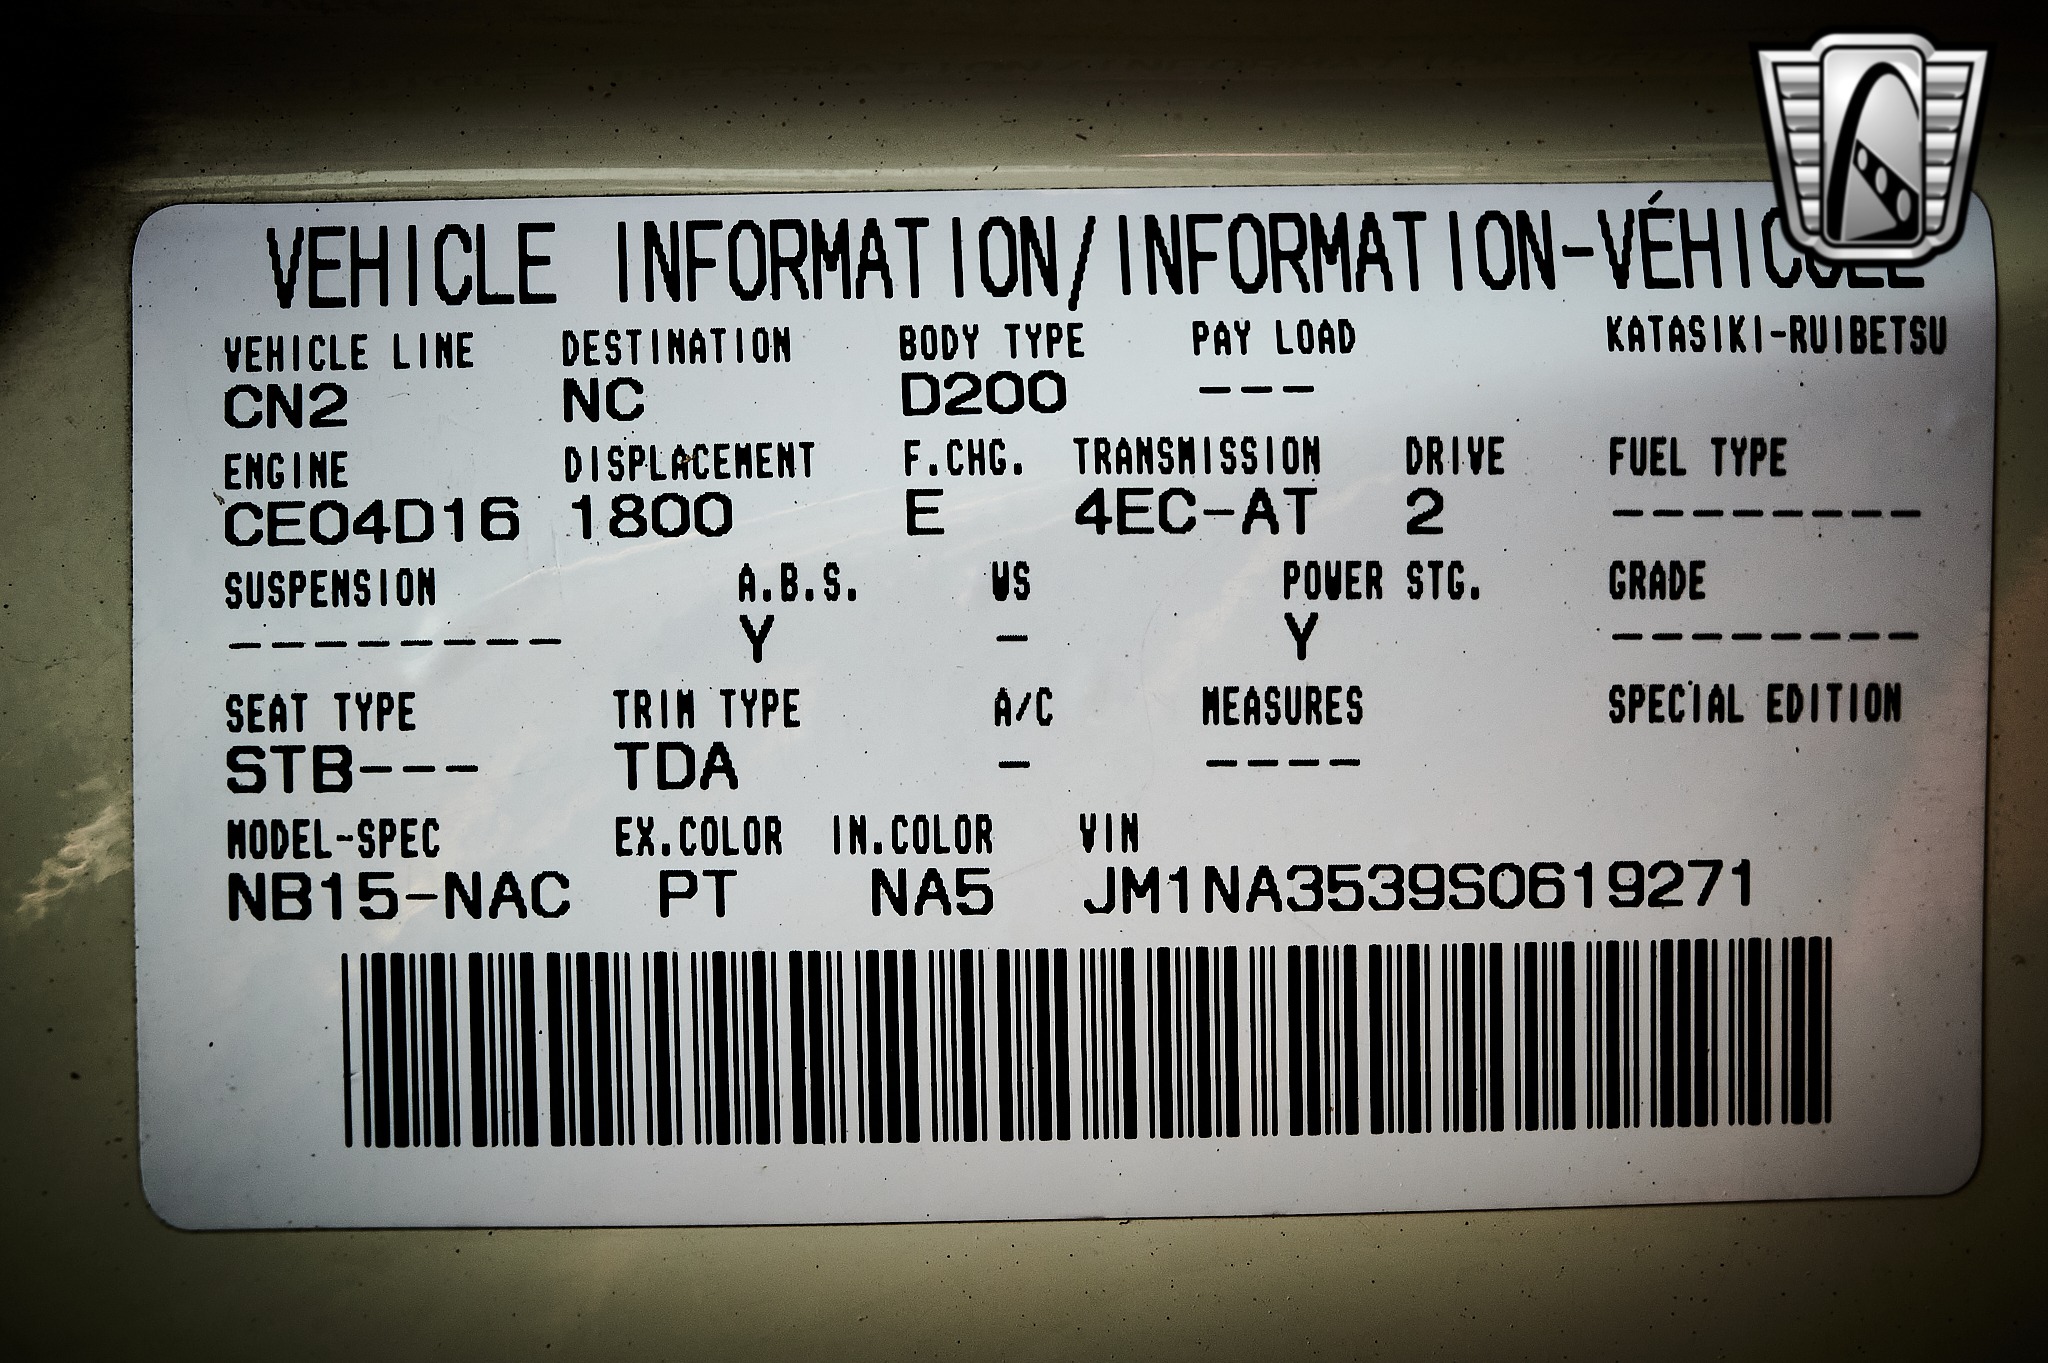 VEHICLE INFORMATION/INFORMATION-VÉHICULE
VEHICLE LINE DESTINATION BODY TYPE PAY LOAD KATASIKI-RUIBETSU
CN2 NC D200 ---
ENGINE DISPLACEMENT F.CHG. TRANSMISSION DRIVE FUEL TYPE
CE04D16 1800 E 4EC-AT 2 ---------
SUSPENSION A.B.S. WS POWER STG. GRADE
--------- Y - Y ---------
SEAT TYPE TRIM TYPE A/C MEASURES SPECIAL EDITION
STB--- TDA - ----
MODEL-SPEC EX.COLOR IN.COLOR VIN
NB15-NAC PT NA5 JM1NA3539S0619271